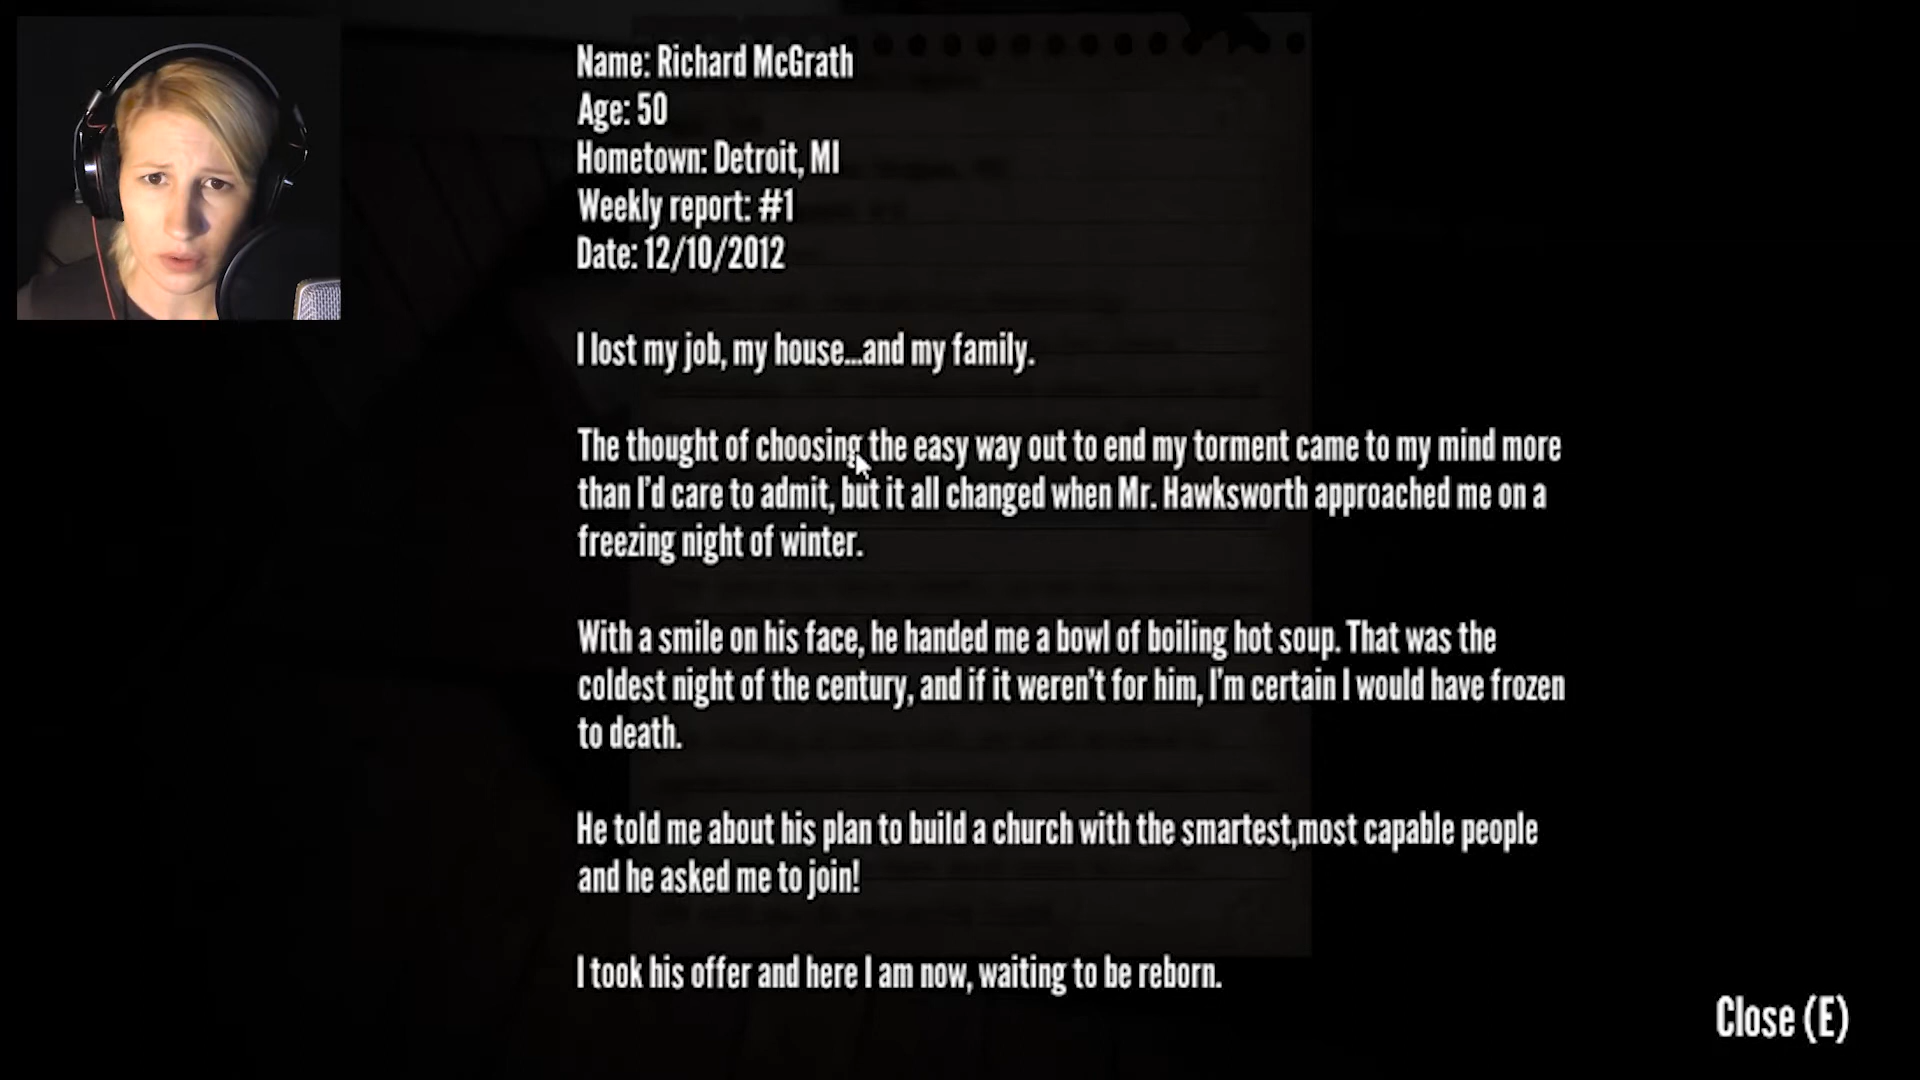 Name: Richard McGrath
Age: 50
Hometown: Detroit, MI
Weekly report: #1
Date: 12/10/2012
I lost my job, my house...and my family.
The thought of choosing the easy way out to end my torment came to my mind more
than I'd care to admit, but it all changed when Mr. Hawksworth approached me on a
freezing night of winter.
With a smile on his face, he handed me a bowl of boiling hot soup. That was the
coldest night of the century, and if it weren't for him, I'm certain I would have frozen
to death.
He told me about his plan to build a church with the smartest,most capable people
and he asked me to join!
I took his offer and here I am now, waiting to be reborn.
Close (E)